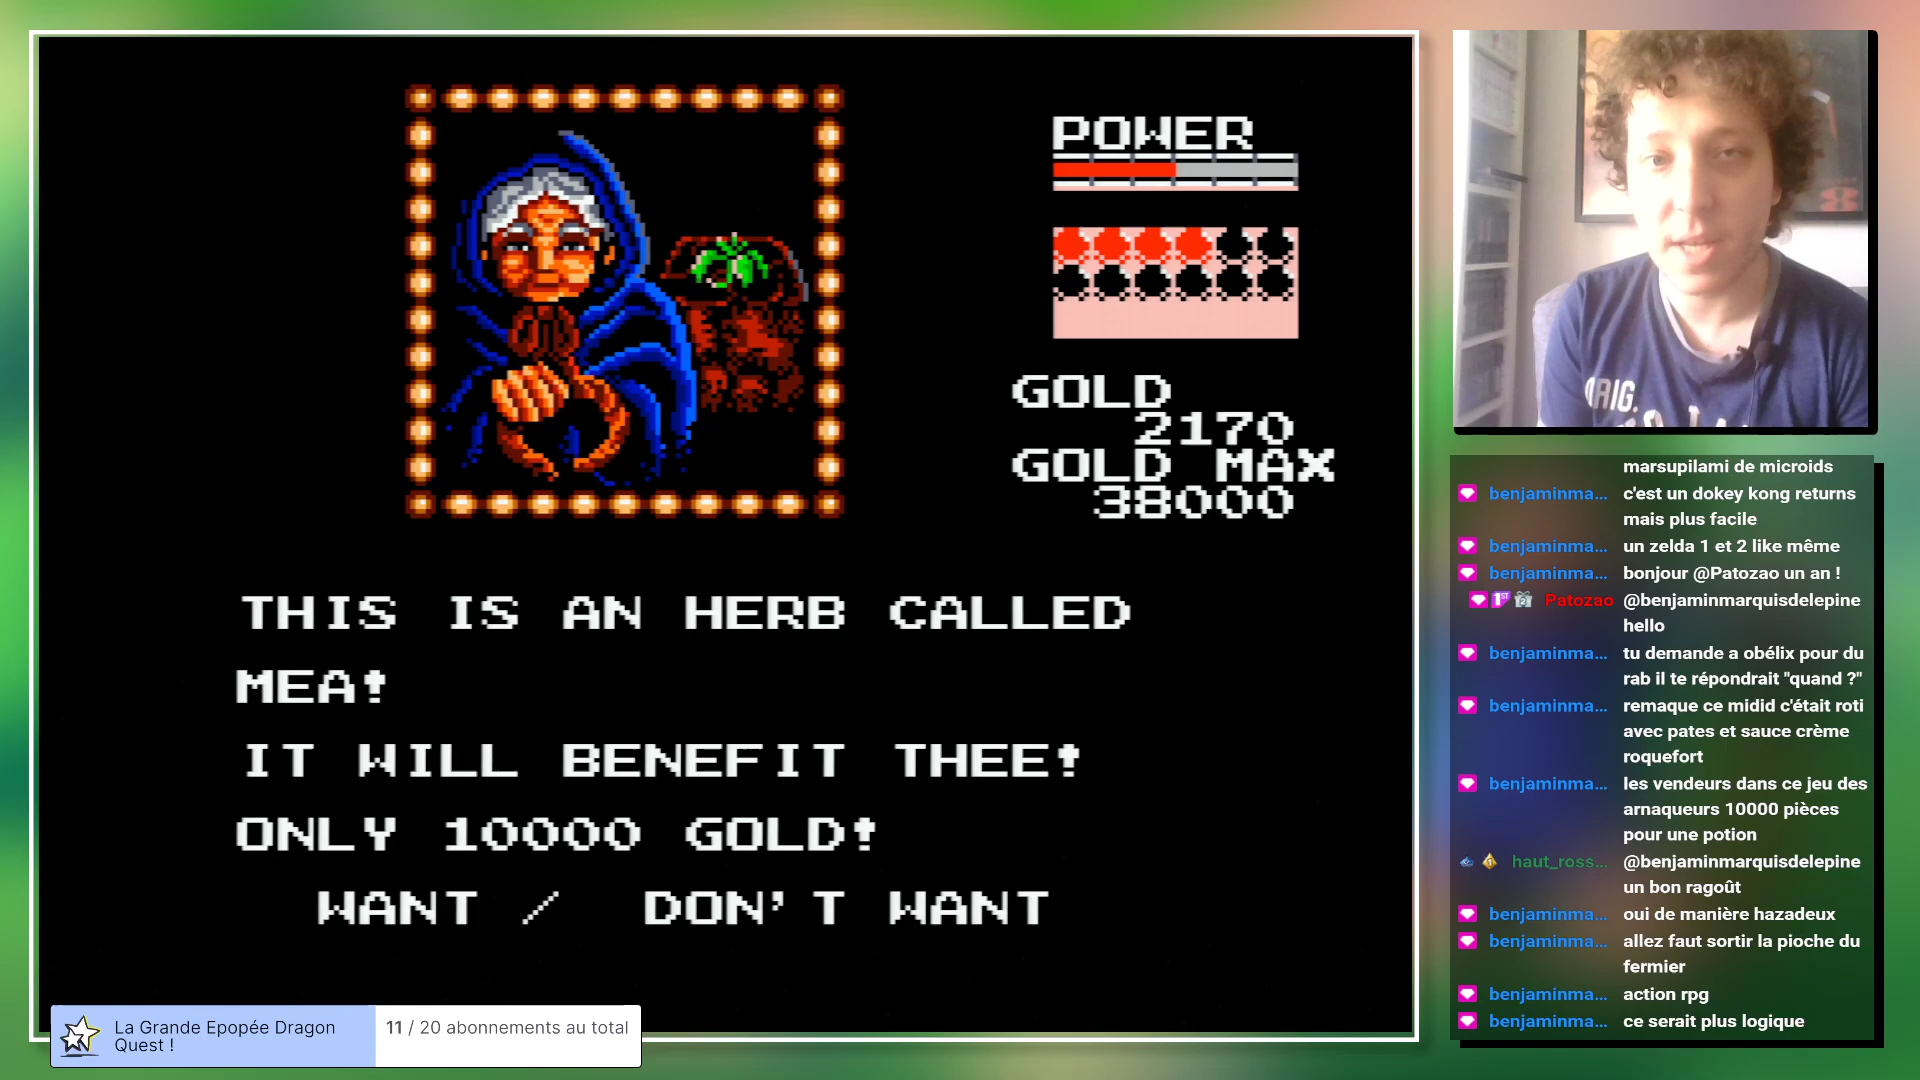 POWER
GOLD
2170
GOLD MAX
38000
THIS IS AN HERB CALLED
MEA!
IT WILL BENEFIT THEE!
ONLY 10000 GOLD!
WANT / DON'T WANT
La Grande Epopée Dragon
Quest !
11 / 20 abonnements au total
ORIG.
marsupilami de microids
benjaminma... c'est un dokey kong returns
mais plus facile
benjaminma... un zelda 1 et 2 like même
benjaminma... bonjour @Patozao un an !
1ST 2 Patozao @benjaminmarquisdelepine
hello
benjaminma... tu demande a obélix pour du
rab il te répondrait "quand ?"
benjaminma... remaque ce midid c'était roti
avec pates et sauce crème
roquefort
benjaminma... les vendeurs dans ce jeu des
arnaqueurs 10000 pièces
pour une potion
haut_ross... @benjaminmarquisdelepine
un bon ragoût
benjaminma... oui de manière hazadeux
benjaminma... allez faut sortir la pioche du
fermier
benjaminma... action rpg
benjaminma... ce serait plus logique